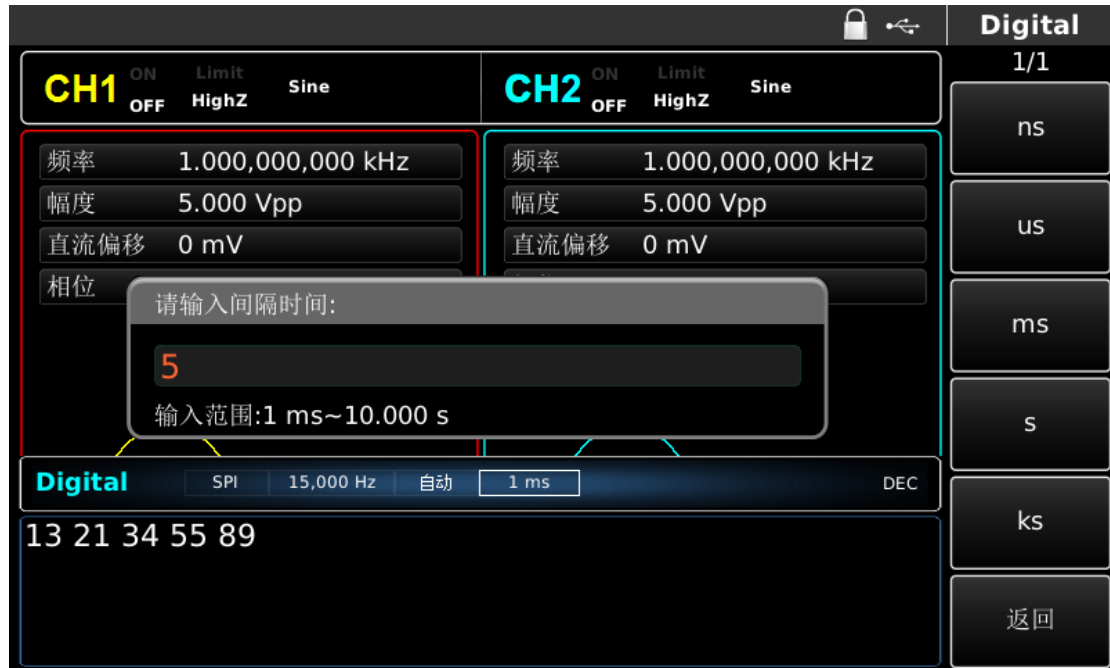 Digital
1/1
CH1 ON OFF Limit HighZ Sine
CH2 ON OFF Limit HighZ Sine
频率 1.000,000,000 kHz
幅度 5.000 Vpp
直流偏移 0 mV
相位
频率 1.000,000,000 kHz
幅度 5.000 Vpp
直流偏移 0 mV
请输入间隔时间:
5
输入范围:1 ms~10.000 s
Digital SPI 15,000 Hz 自动 1 ms DEC
13 21 34 55 89
ns
us
ms
s
ks
返回